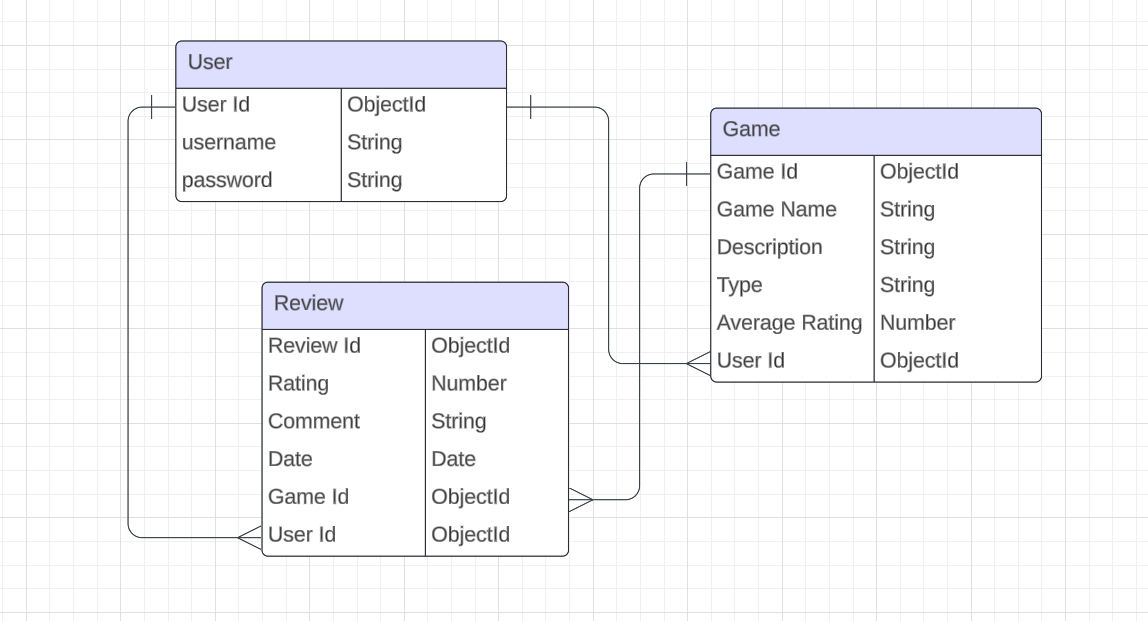 User
User Id ObjectId
username String
password String
Game
Game Id ObjectId
Game Name String
Description String
Type String
Average Rating Number
User Id ObjectId
Review
Review Id ObjectId
Rating Number
Comment String
Date Date
Game Id ObjectId
User Id ObjectId